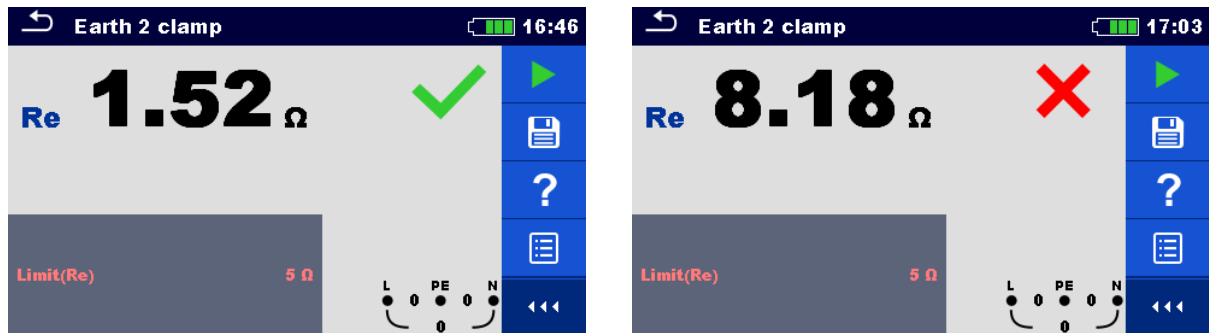 Earth 2 clamp 16:46
Re 1.52 Ω
?
Limit(Re) 5 Ω
L PE N
0 0
0
Earth 2 clamp 17:03
Re 8.18 Ω
?
Limit(Re) 5 Ω
L PE N
0 0
0